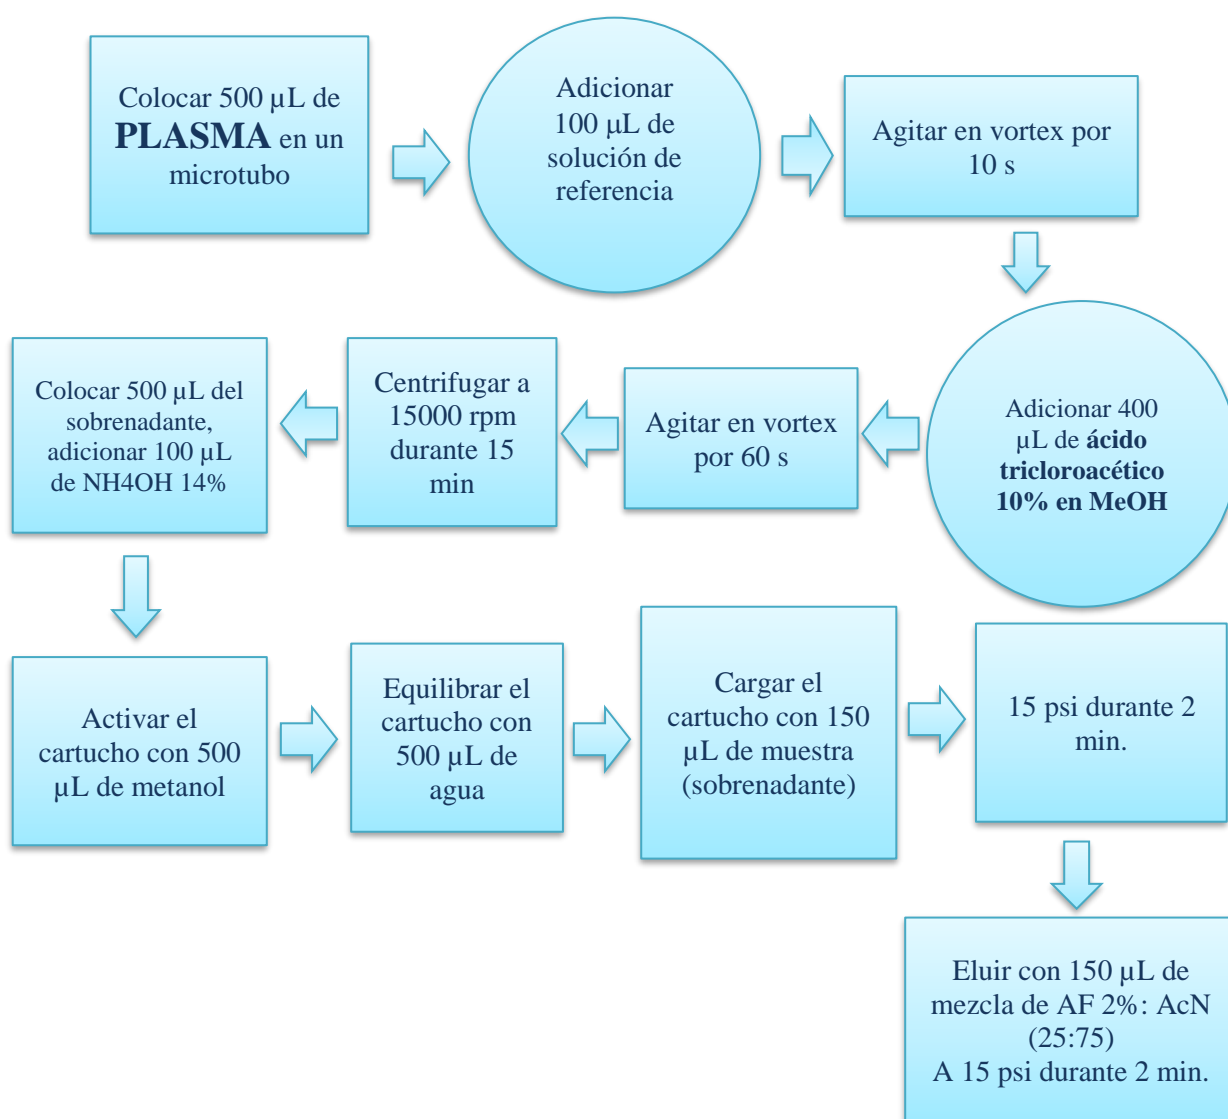 Colocar 500 µL de
PLASMA en un
microtubo
Adicionar
100 µL de
solución de
referencia
Agitar en vortex por
10 s
Adicionar 400
µL de ácido
tricloroacético
10% en MeOH
Agitar en vortex
por 60 s
Centrifugar a
15000 rpm
durante 15
min
Colocar 500 µL del
sobrenadante,
adicionar 100 µL
de NH4OH 14%
Activar el
cartucho con 500
µL de metanol
Equilibrar el
cartucho con
500 µL de
agua
Cargar el
cartucho con 150
µL de muestra
(sobrenadante)
15 psi durante 2
min.
Eluir con 150 µL de
mezcla de AF 2%: AcN
(25:75)
A 15 psi durante 2 min.